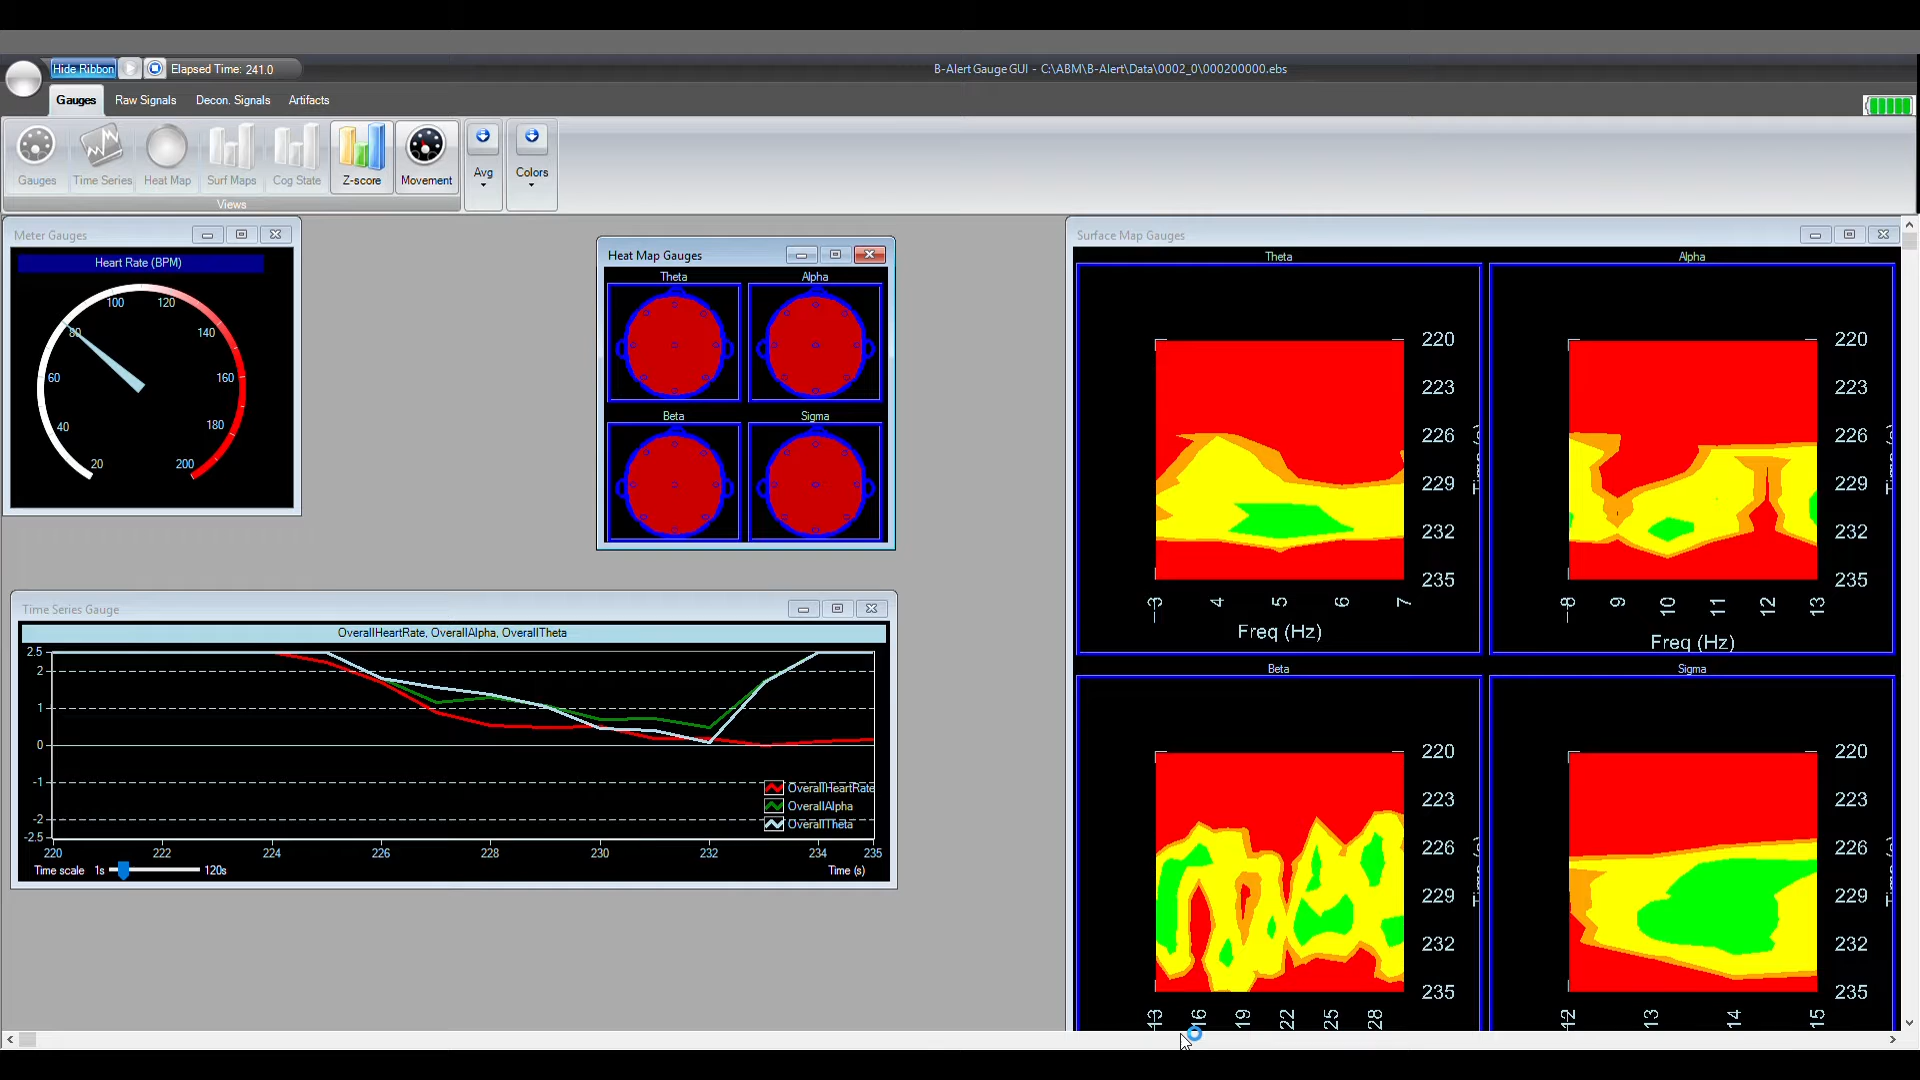 Hide Ribbon
Elapsed Time: 241.0
B-Alert Gauge GUI - C:\ABM\B-Alert\Data\0002_0\000200000.ebs
Gauges
Raw Signals
Decon. Signals
Artifacts
Gauges
Time Series
Heat Map
Surf Maps
Cog State
Z-score
Movement
Avg
Colors
Views
Meter Gauges
Heart Rate (BPM)
20
40
60
80
100
120
140
160
180
200
Heat Map Gauges
Theta
Alpha
Beta
Sigma
Time Series Gauge
OverallHeartRate, OverallAlpha, OverallTheta
2.5
2
1
0
-1
-2
-2.5
OverallHeartRate
OverallAlpha
OverallTheta
220 222 224 226 228 230 232 234 235
Time scale 1s 120s
Time (s)
Surface Map Gauges
Theta
220
223
226
229
232
235
3 4 5 6 7
Freq (Hz)
Alpha
220
223
226
229
232
235
8 9 10 11 12 13
Freq (Hz)
Beta
220
223
226
229
232
235
13 16 19 22 25 28
Sigma
220
223
226
229
232
235
12 13 14 15